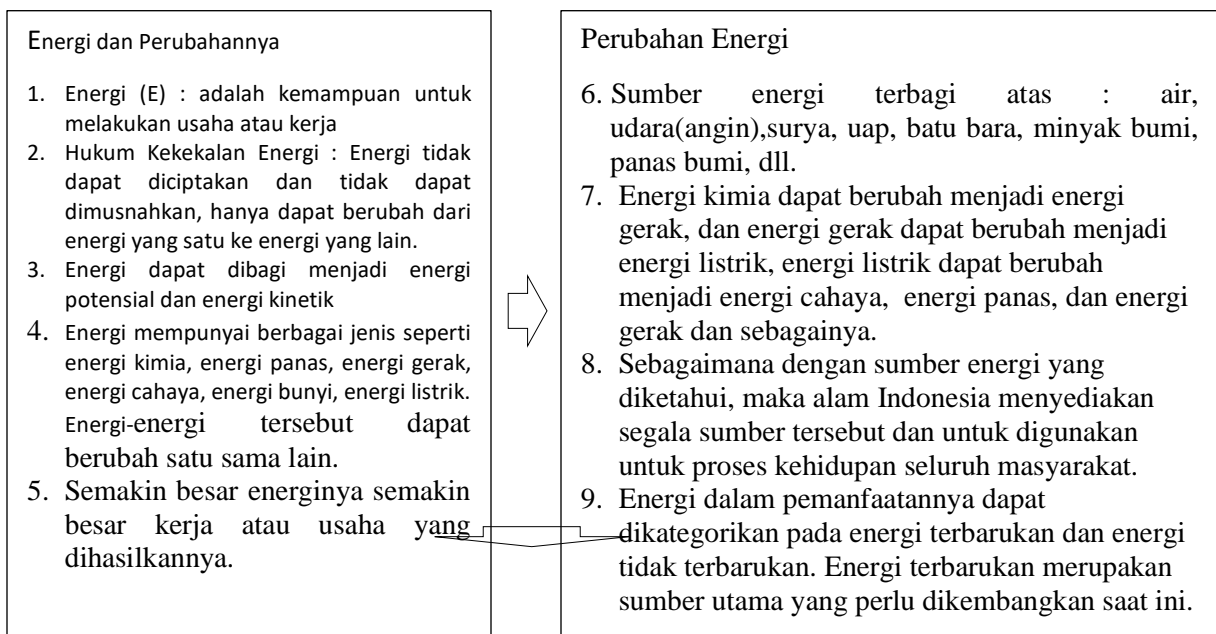 Energi dan Perubahannya
1. Energi (E) : adalah kemampuan untuk
melakukan usaha atau kerja
2. Hukum Kekekalan Energi : Energi tidak
dapat diciptakan dan tidak dapat
dimusnahkan, hanya dapat berubah dari
energi yang satu ke energi yang lain.
3. Energi dapat dibagi menjadi energi
potensial dan energi kinetik
4. Energi mempunyai berbagai jenis seperti
energi kimia, energi panas, energi gerak,
energi cahaya, energi bunyi, energi listrik.
Energi-energi tersebut dapat
berubah satu sama lain.
5. Semakin besar energinya semakin
besar kerja atau usaha yang
dihasilkannya.
Perubahan Energi
6. Sumber energi terbagi atas : air,
udara(angin),surya, uap, batu bara, minyak bumi,
panas bumi, dll.
7. Energi kimia dapat berubah menjadi energi
gerak, dan energi gerak dapat berubah menjadi
energi listrik, energi listrik dapat berubah
menjadi energi cahaya, energi panas, dan energi
gerak dan sebagainya.
8. Sebagaimana dengan sumber energi yang
diketahui, maka alam Indonesia menyediakan
segala sumber tersebut dan untuk digunakan
untuk proses kehidupan seluruh masyarakat.
9. Energi dalam pemanfaatannya dapat
dikategorikan pada energi terbarukan dan energi
tidak terbarukan. Energi terbarukan merupakan
sumber utama yang perlu dikembangkan saat ini.